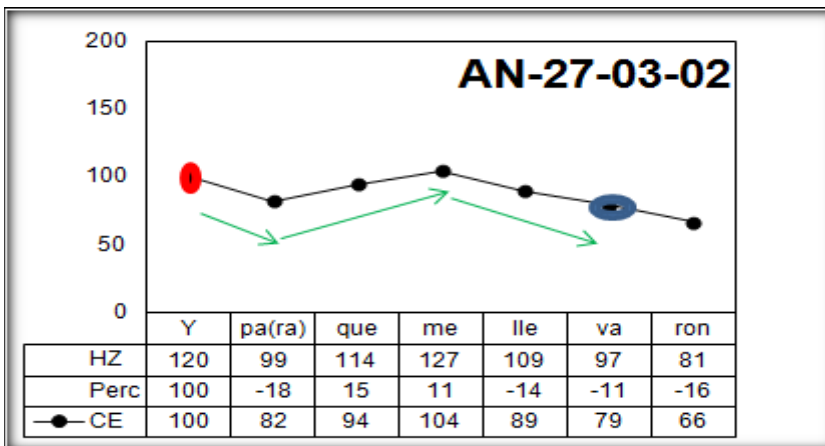 AN-27-03-02
200
150
100
50
0
Y pa(ra) que me lle va ron
HZ 120 99 114 127 109 97 81
Perc 100 -18 15 11 -14 -11 -16
CE 100 82 94 104 89 79 66